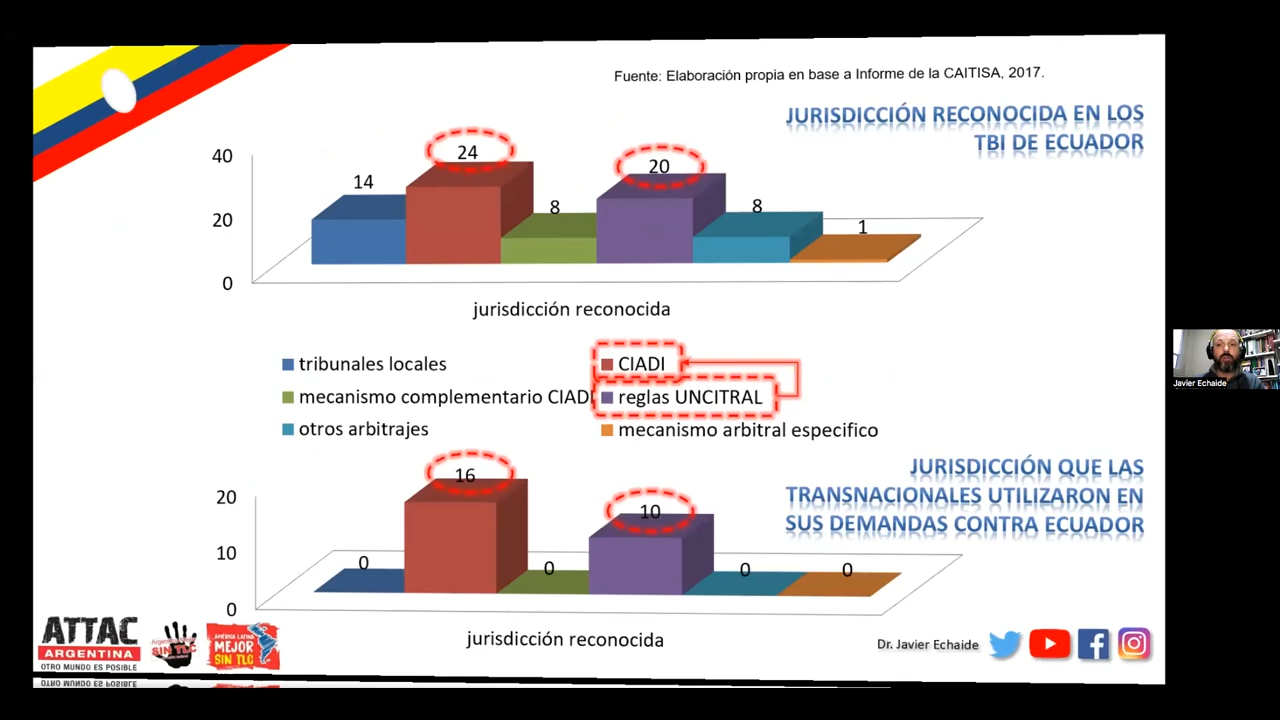 Fuente: Elaboración propia en base a Informe de la CAITISA, 2017.
JURISDICCIÓN RECONOCIDA EN LOS
TBI DE ECUADOR
40
20
0
14
24
8
20
8
1
jurisdicción reconocida
tribunales locales
CIADI
mecanismo complementario CIADI
reglas UNCITRAL
otros arbitrajes
mecanismo arbitral especifico
JURISDICCIÓN QUE LAS
TRANSNACIONALES UTILIZARON EN
SUS DEMANDAS CONTRA ECUADOR
20
10
0
0
16
0
10
0
0
jurisdicción reconocida
ATTAC
ARGENTINA
OTRO MUNDO ES POSIBLE
SIN TLC
AMÉRICA LATINA
MEJOR
SIN TLC
Dr. Javier Echaide
Javier Echaide